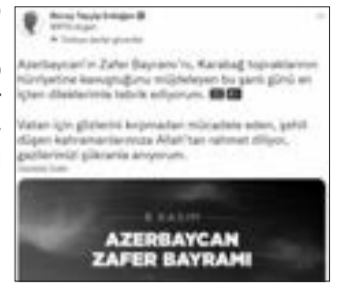 Recep Tayyip Erdoğan
Azerbaycan'ın Zafer Bayramı'nı, Karabağ topraklarının
hürriyetine kavuştuğunu müjdeleyen bu şanlı günü en
içten dileklerimle tebrik ediyorum.
Vatan için gözlerini kırpmadan mücadele eden, şehit
düşen kahramanlarımıza Allah'tan rahmet diliyor,
gazilerimizi şükranla anıyorum.
8 KASIM
AZERBAYCAN
ZAFER BAYRAMI